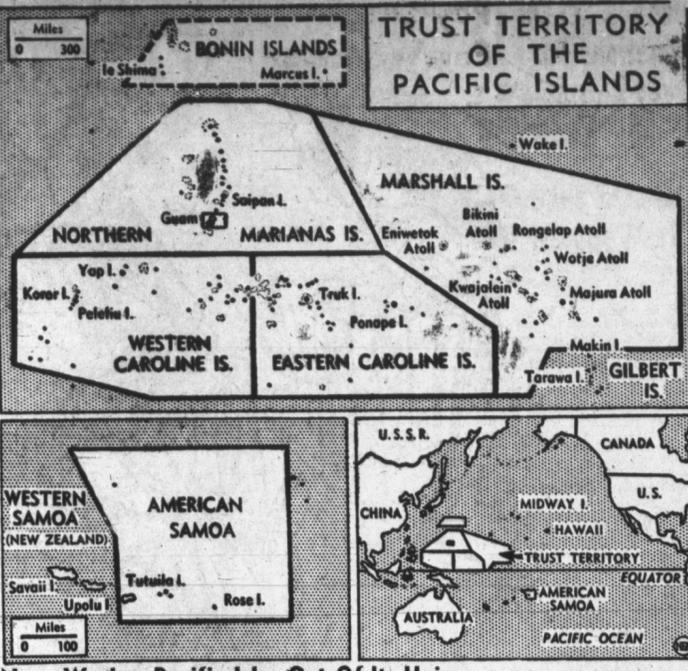 Miles
0 300
BONIN ISLANDS
Ie Shima
Marcus I.
TRUST TERRITORY
OF THE
PACIFIC ISLANDS
Wake I.
MARSHALL IS.
Saipan I.
Guam
NORTHERN MARIANAS IS.
Bikini
Atoll
Rongelap Atoll
Eniwetok
Atoll
Wotje Atoll
Kwajalein
Atoll
Majura Atoll
Yap I.
Koror I.
Peleliu I.
Truk I.
Ponape I.
WESTERN
CAROLINE IS.
EASTERN CAROLINE IS.
Makin I.
Tarawa I.
GILBERT
IS.
WESTERN
SAMOA
(NEW ZEALAND)
AMERICAN
SAMOA
Savaii I.
Upolu I
Tutuila I.
Rose I.
Miles
0 100
U.S.S.R.
CANADA
U.S.
CHINA
MIDWAY I.
HAWAII
TRUST TERRITORY
EQUATOR
AMERICAN
SAMOA
AUSTRALIA
PACIFIC OCEAN